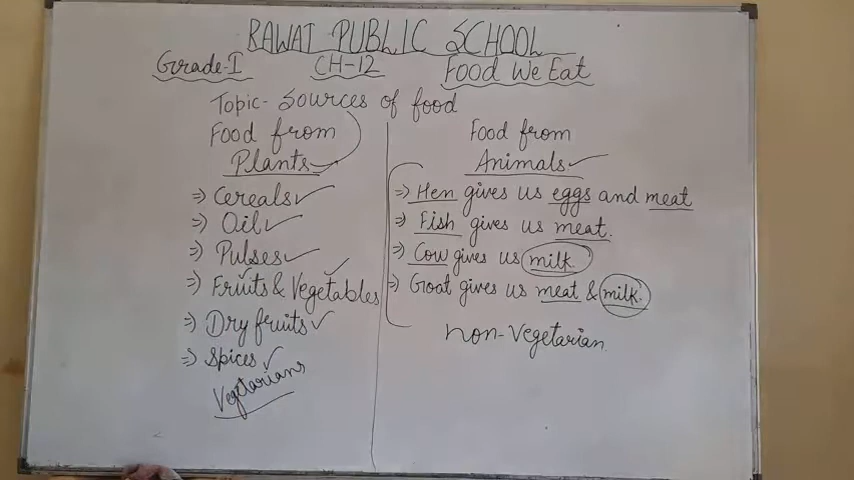 RAWAT PUBLIC SCHOOL
Grade-I CH-12 Food We Eat
Topic- Sources of food
Food from
Plants
⇒ Cereals ✓
⇒ Oil ✓
⇒ Pulses ✓
⇒ Fruits & Vegetables
⇒ Dry fruits ✓
⇒ Spices ✓
Vegetarians
Food from
Animals
⇒ Hen gives us eggs and meat
⇒ Fish gives us meat.
⇒ Cow gives us milk.
⇒ Goat gives us meat & milk.
Non-Vegetarian